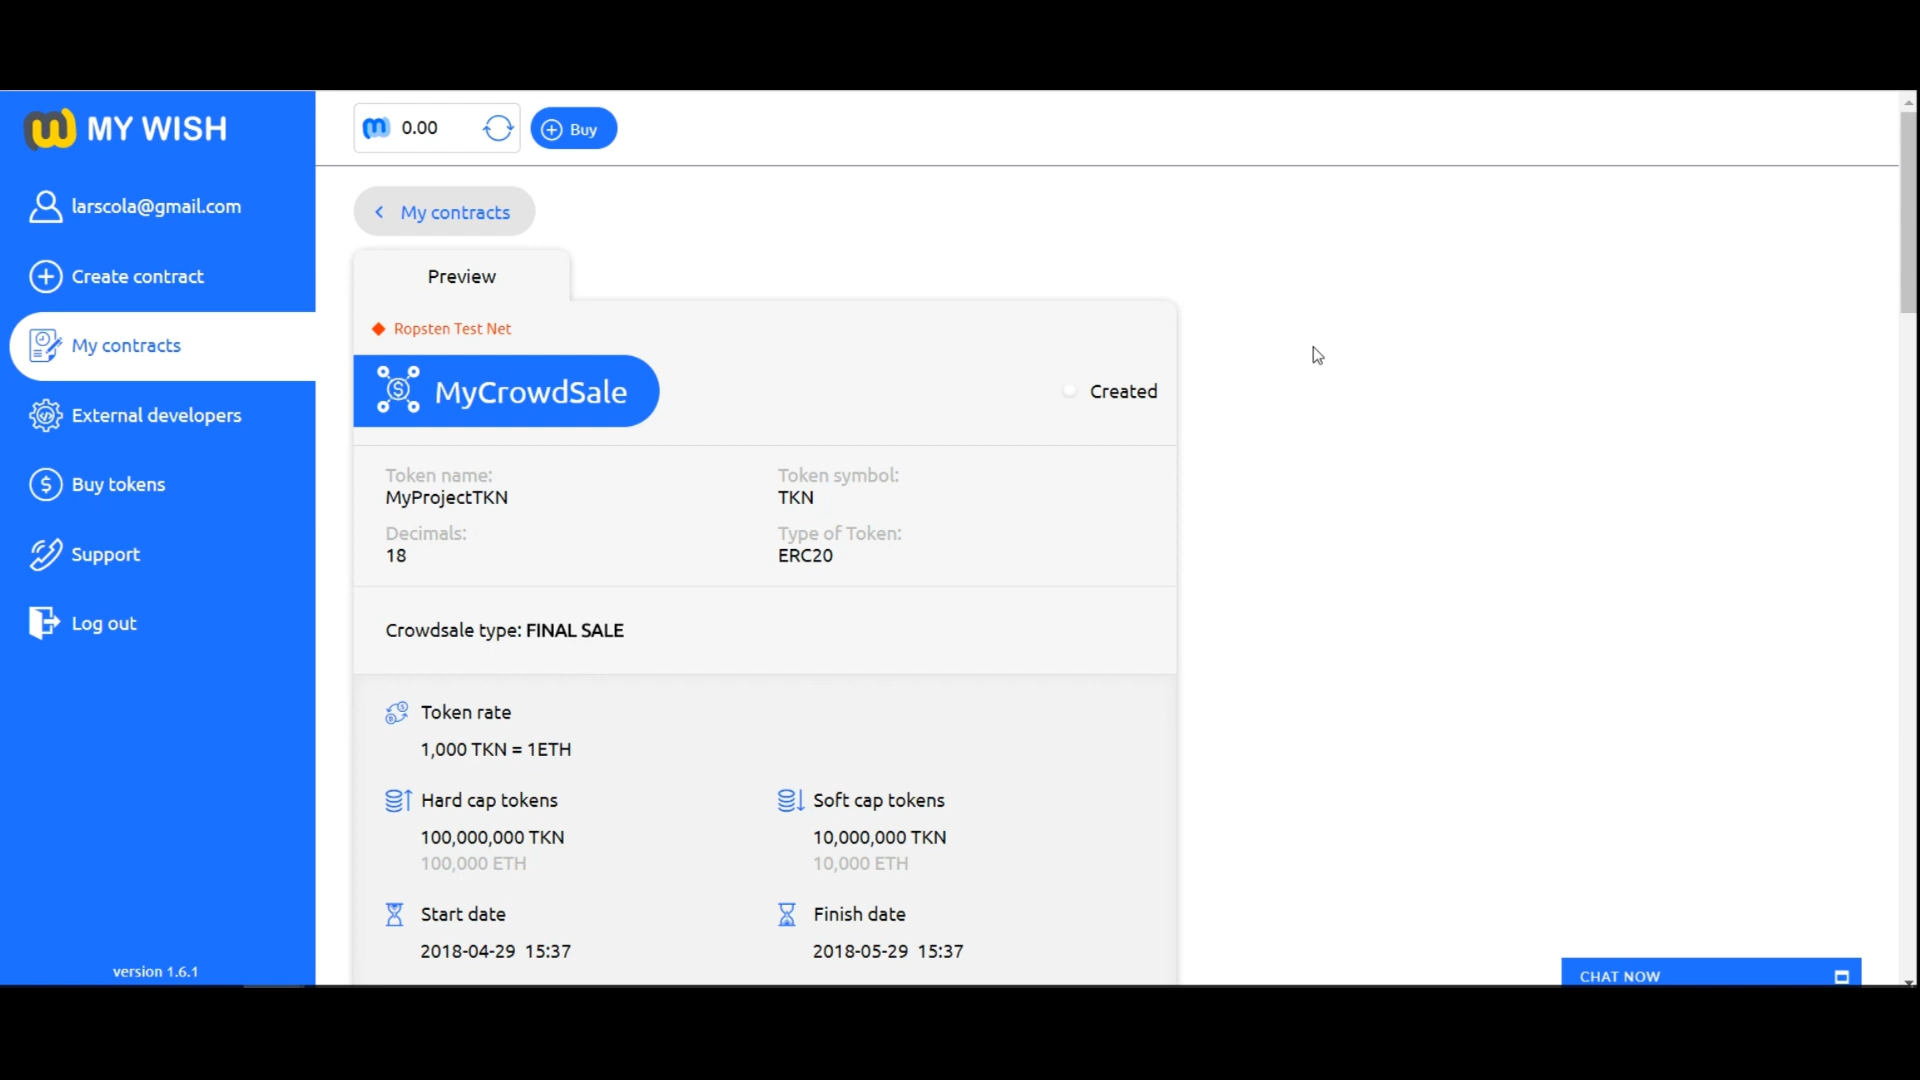 MY WISH
larscola@gmail.com
Create contract
My contracts
External developers
Buy tokens
Support
Log out
version 1.6.1
0.00
Buy
My contracts
Preview
Ropsten Test Net
MyCrowdSale
Created
Token name:
MyProjectTKN
Token symbol:
TKN
Decimals:
18
Type of Token:
ERC20
Crowdsale type: FINAL SALE
Token rate
1,000 TKN = 1ETH
Hard cap tokens
100,000,000 TKN
100,000 ETH
Soft cap tokens
10,000,000 TKN
10,000 ETH
Start date
2018-04-29 15:37
Finish date
2018-05-29 15:37
CHAT NOW